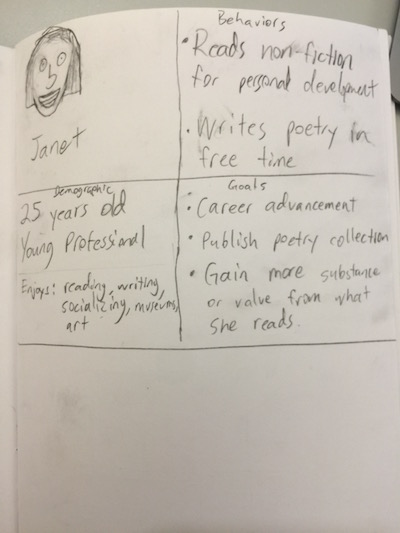 Janet
Behaviors
• Reads non-fiction
for personal development
• Writes poetry in
free time
Demographic
25 years old
Young Professional
Enjoys: reading, writing,
socializing, museums,
art
Goals
• Career advancement
• Publish poetry collection
• Gain more substance
or value from what
she reads.